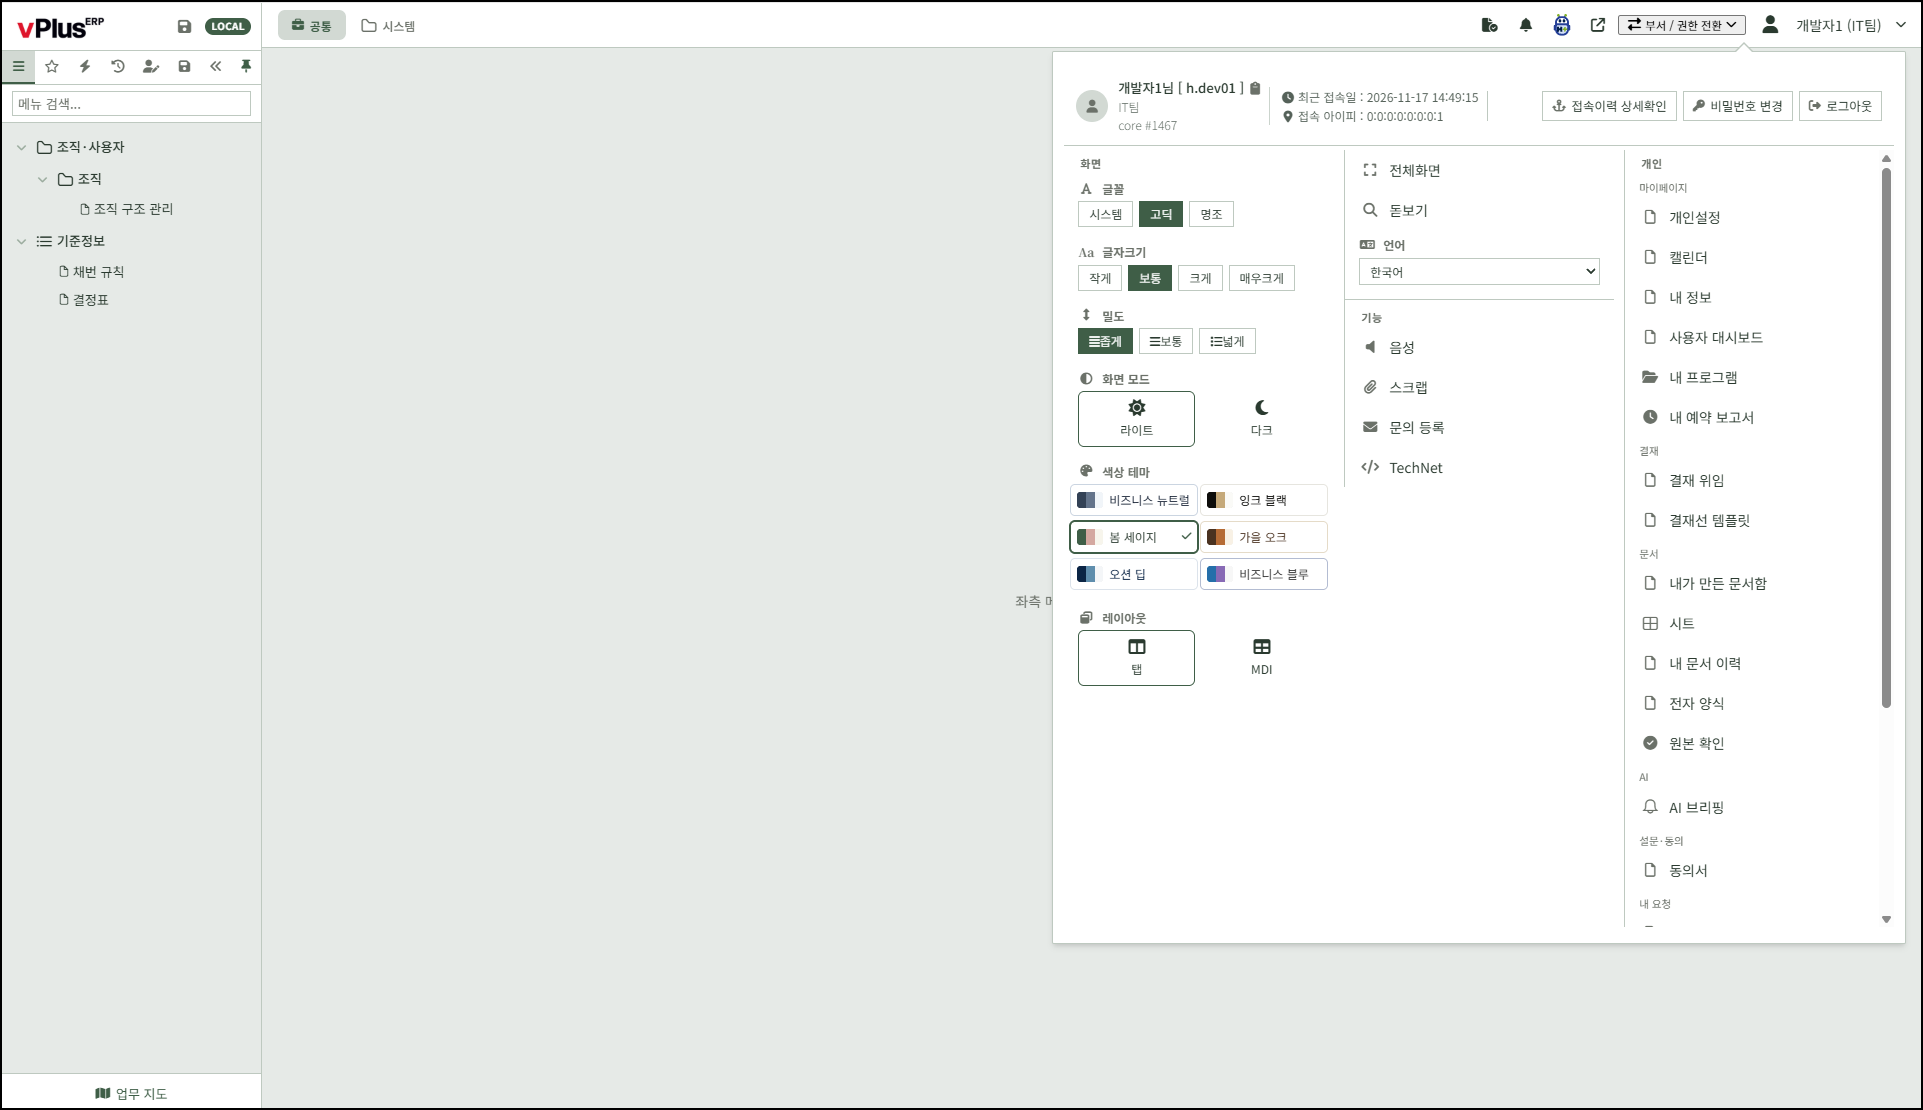 vPlus ERP
LOCAL
공통
시스템
부서 / 권한 전환
개발자1 (IT팀)
메뉴 검색...
조직·사용자
조직
조직 구조 관리
기준정보
채번 규칙
결정표
업무 지도
좌측 메
개발자1님 [ h.dev01 ]
IT팀
core #1467
최근 접속일 : 2026-11-17 14:49:15
접속 아이피 : 0:0:0:0:0:0:0:1
접속이력 상세확인
비밀번호 변경
로그아웃
화면
글꼴
시스템
고딕
명조
Aa 글자크기
작게
보통
크게
매우크게
밀도
좁게
보통
넓게
화면 모드
라이트
다크
색상 테마
비즈니스 뉴트럴
잉크 블랙
봄 세이지
가을 오크
오션 딥
비즈니스 블루
레이아웃
탭
MDI
전체화면
돋보기
언어
한국어
기능
음성
스크랩
문의 등록
TechNet
개인
마이페이지
개인설정
캘린더
내 정보
사용자 대시보드
내 프로그램
내 예약 보고서
결재
결재 위임
결재선 템플릿
문서
내가 만든 문서함
시트
내 문서 이력
전자 양식
원본 확인
AI
AI 브리핑
설문·동의
동의서
내 요청